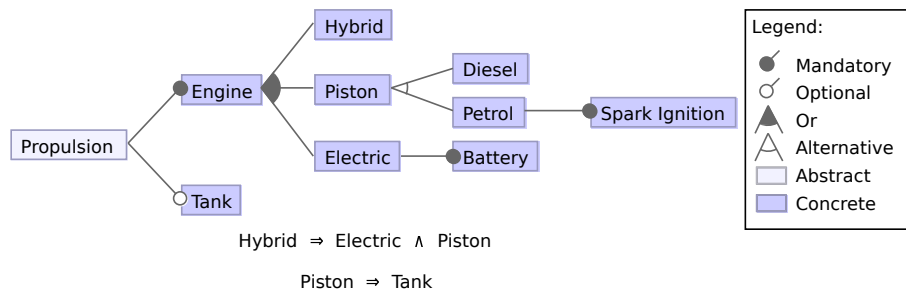 Propulsion
Engine
Tank
Hybrid
Piston
Electric
Diesel
Petrol
Battery
Spark Ignition
Hybrid ⇒ Electric ∧ Piston
Piston ⇒ Tank
Legend:
Mandatory
Optional
Or
Alternative
Abstract
Concrete